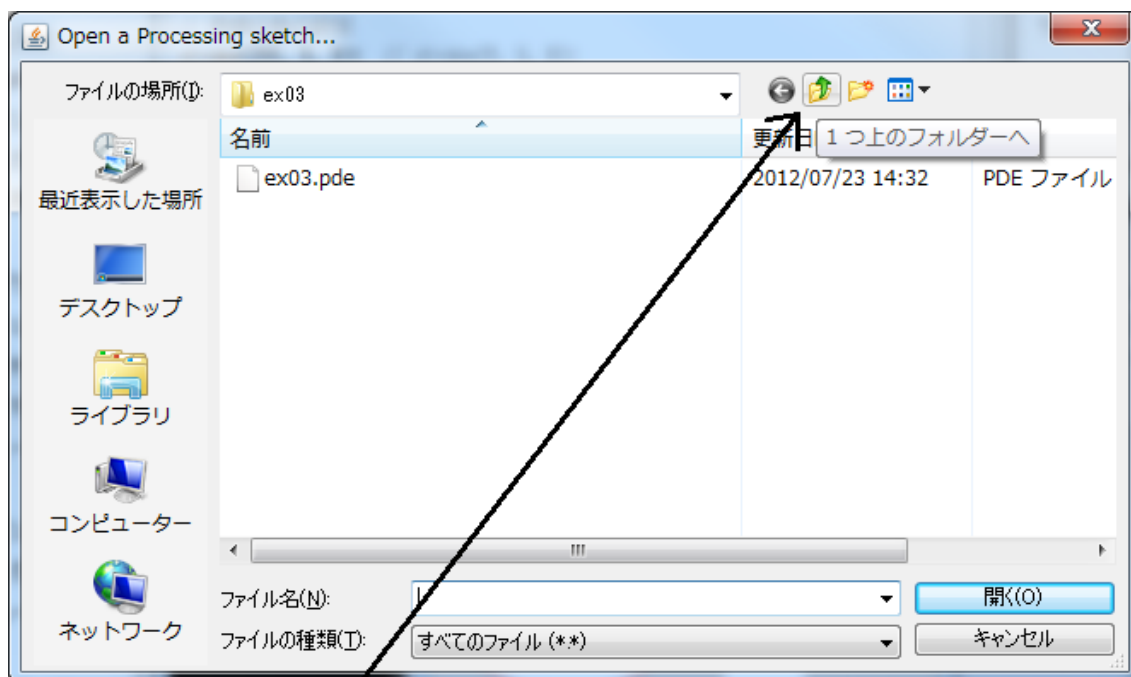 Open a Processing sketch...
ファイルの場所(I):
ex03
1 つ上のフォルダーへ
名前
更新日
ex03.pde
2012/07/23 14:32
PDE ファイル
最近表示した場所
デスクトップ
ライブラリ
コンピューター
ネットワーク
ファイル名(N):
開く(O)
ファイルの種類(T):
すべてのファイル (*.*)
キャンセル